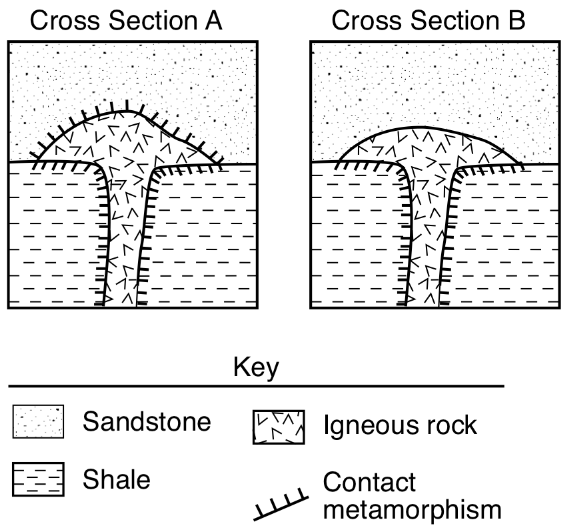 Cross Section A
Cross Section B
Key
Sandstone
Igneous rock
Shale
Contact
metamorphism